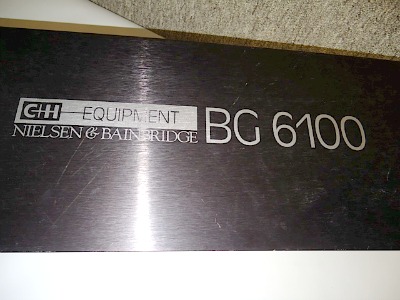 C+H EQUIPMENT
NIELSEN & BAINBRIDGE BG 6100